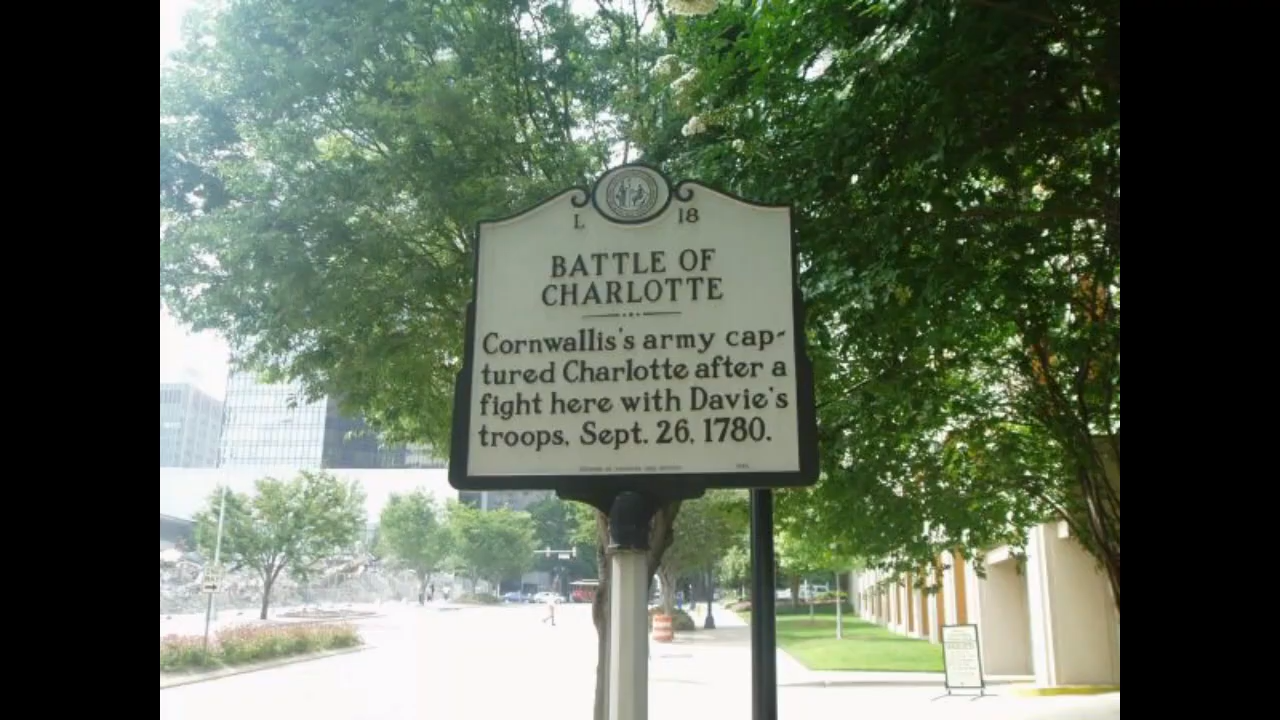 L 18
BATTLE OF
CHARLOTTE
Cornwallis's army cap-
tured Charlotte after a
fight here with Davie's
troops, Sept. 26, 1780.